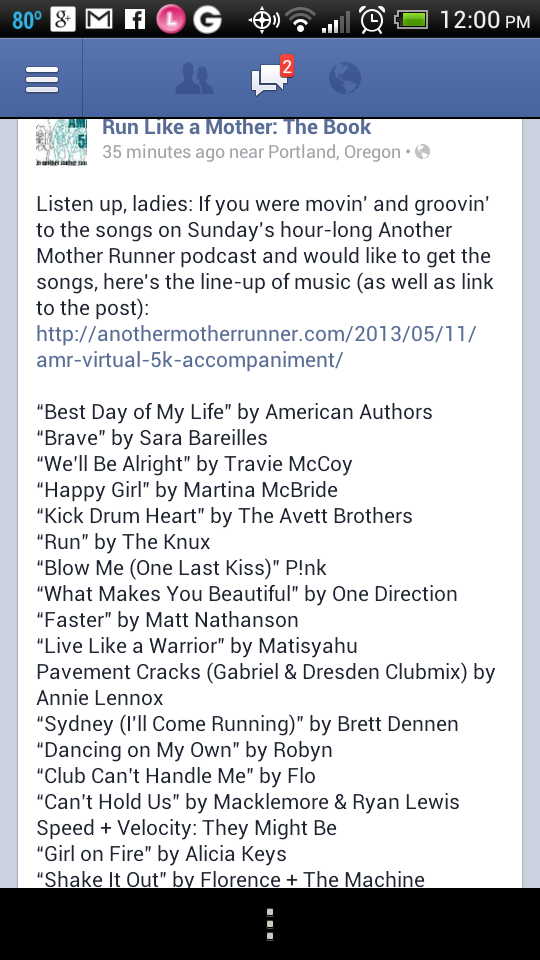 80° g+ f L G 12:00 PM
2
AM
5
Run Like a Mother: The Book
35 minutes ago near Portland, Oregon •
Listen up, ladies: If you were movin' and groovin'
to the songs on Sunday's hour-long Another
Mother Runner podcast and would like to get the
songs, here's the line-up of music (as well as link
to the post):
http://anothermotherrunner.com/2013/05/11/
amr-virtual-5k-accompaniment/
“Best Day of My Life” by American Authors
“Brave” by Sara Bareilles
“We'll Be Alright” by Travie McCoy
“Happy Girl” by Martina McBride
“Kick Drum Heart” by The Avett Brothers
“Run” by The Knux
“Blow Me (One Last Kiss)” P!nk
“What Makes You Beautiful” by One Direction
“Faster” by Matt Nathanson
“Live Like a Warrior” by Matisyahu
Pavement Cracks (Gabriel & Dresden Clubmix) by
Annie Lennox
“Sydney (I'll Come Running)” by Brett Dennen
“Dancing on My Own” by Robyn
“Club Can't Handle Me” by Flo
“Can't Hold Us” by Macklemore & Ryan Lewis
Speed + Velocity: They Might Be
“Girl on Fire” by Alicia Keys
“Shake It Out” by Florence + The Machine